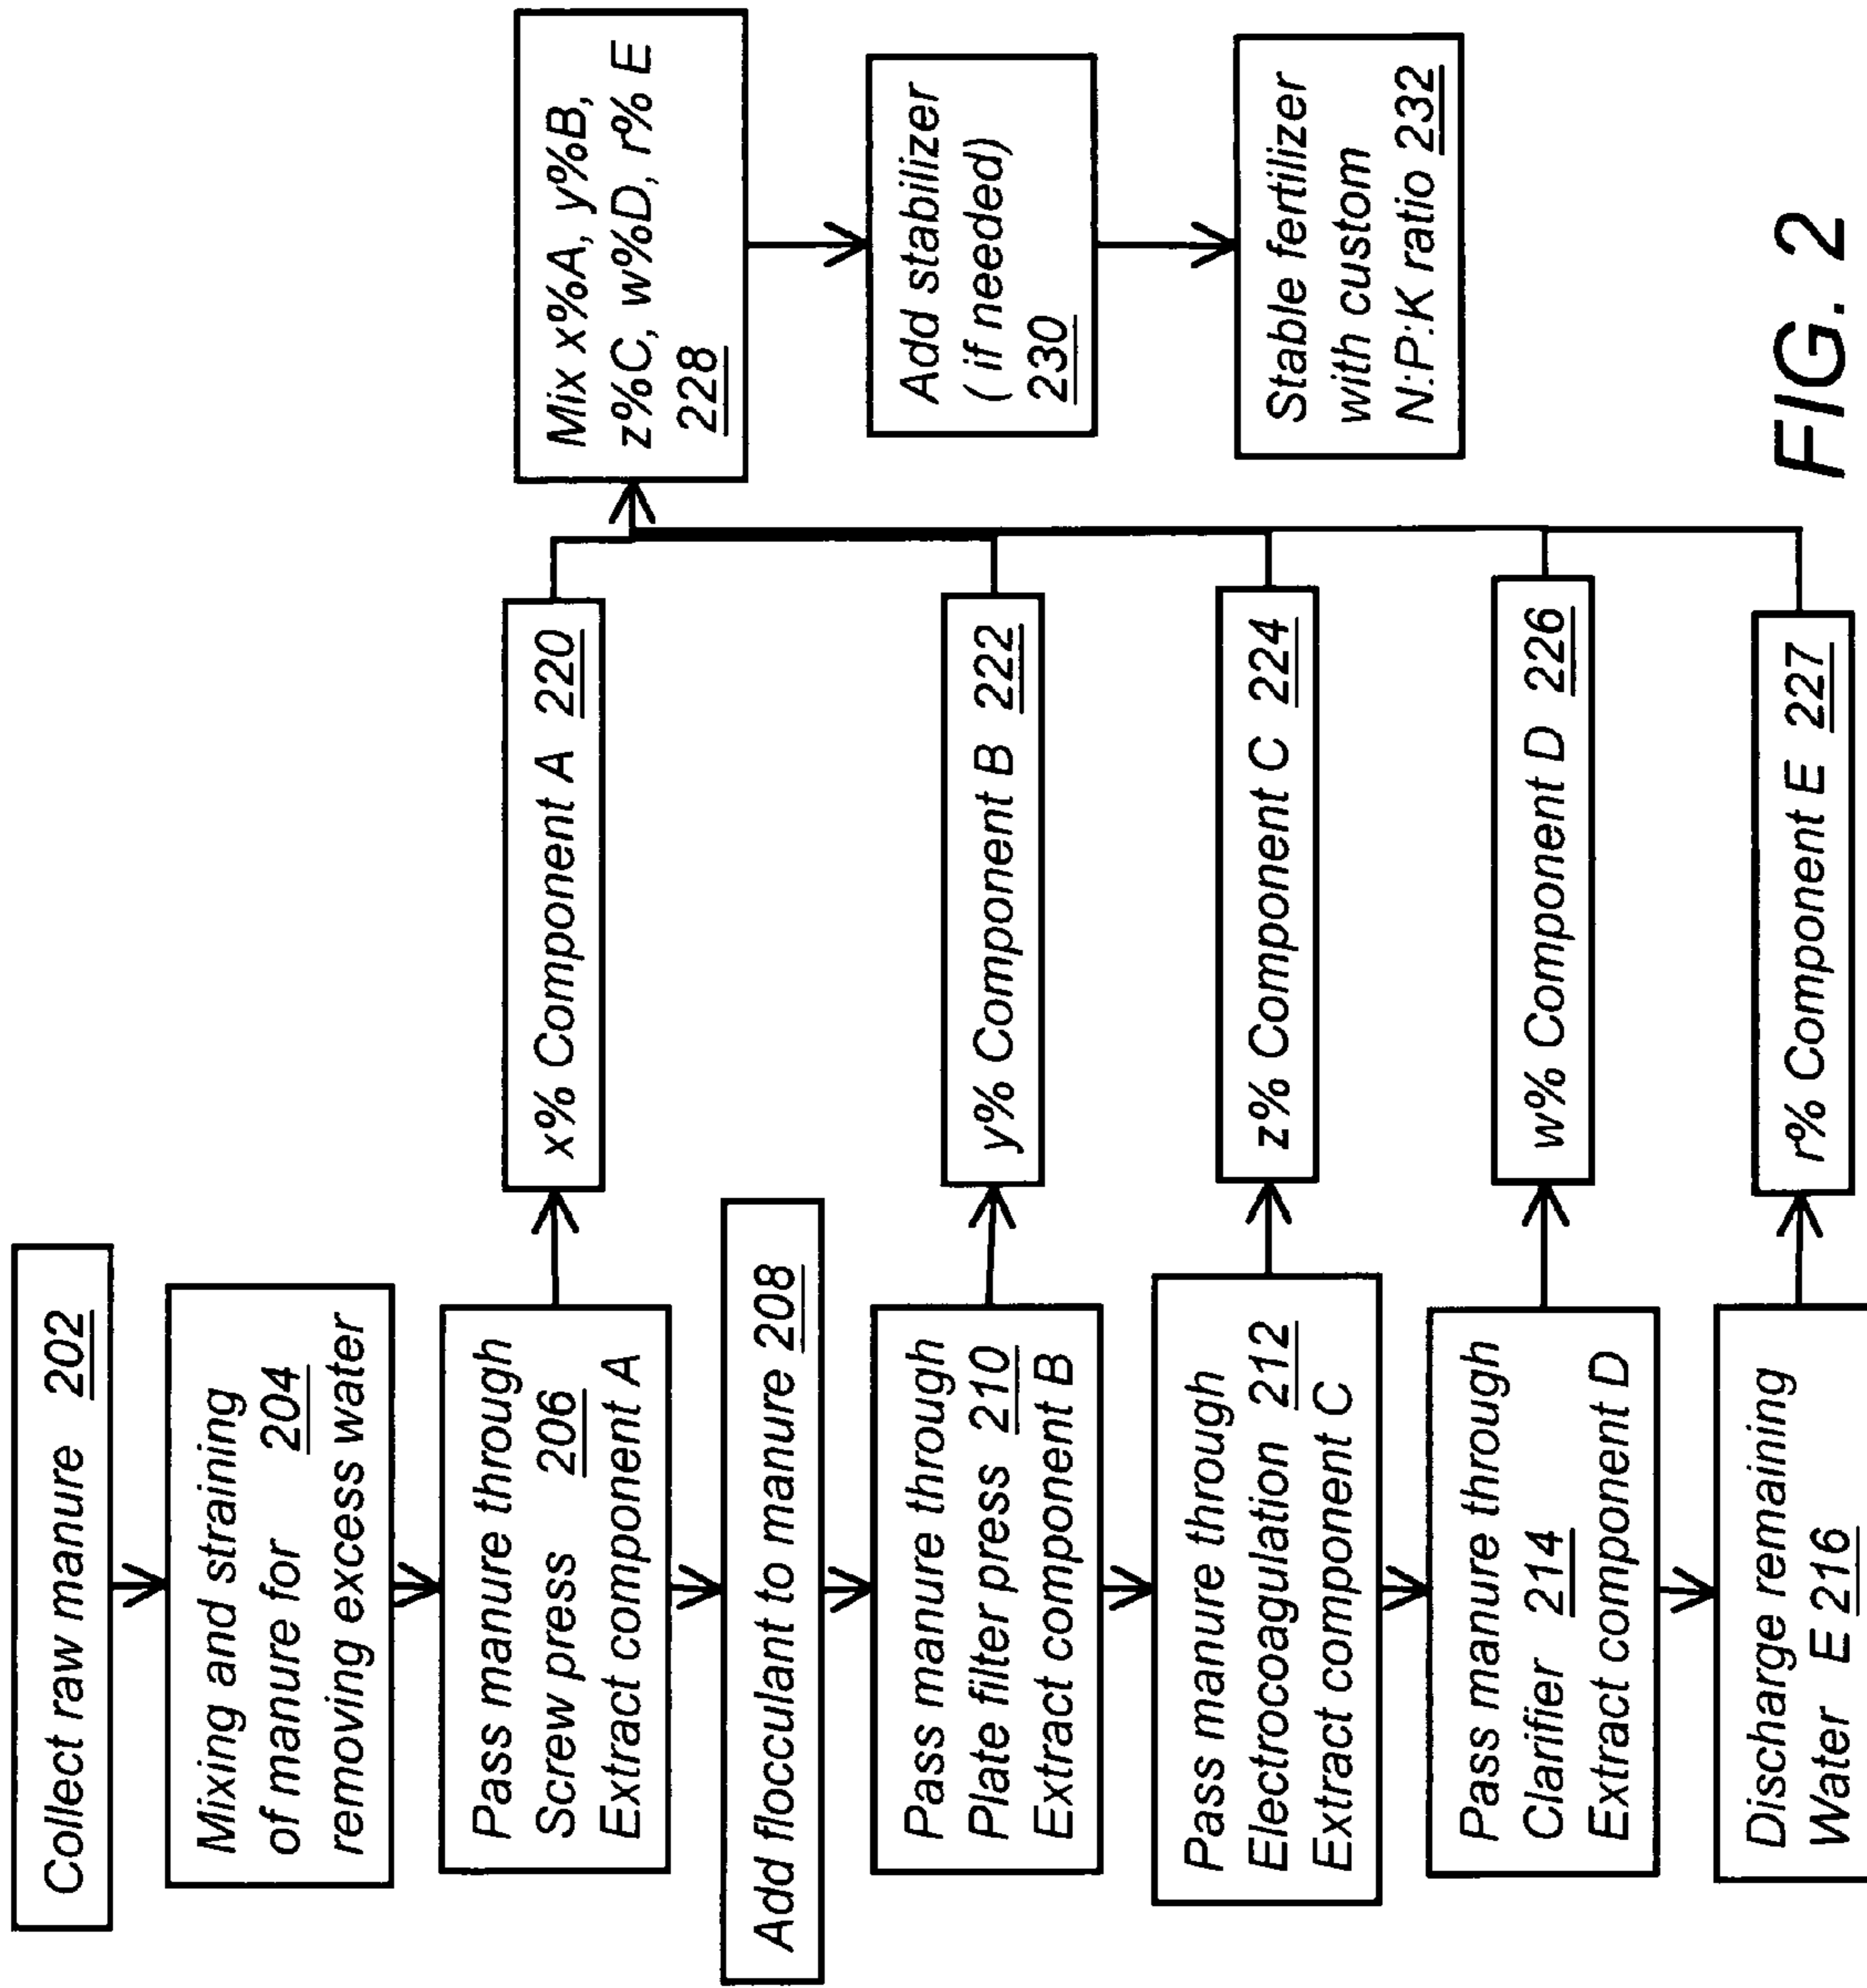 Collect raw manure 202
Mixing and straining
of manure for 204
removing excess water
Pass manure through
Screw press 206
Extract component A
Add flocculant to manure 208
Pass manure through
Plate filter press 210
Extract component B
Pass manure through
Electrocoagulation 212
Extract component C
Pass manure through
Clarifier 214
Extract component D
Discharge remaining
Water E 216
x% Component A 220
y% Component B 222
z% Component C 224
w% Component D 226
r% Component E 227
Mix x%A, y%B,
z%C, w%D, r% E
228
Add stabilizer
( if needed)
230
Stable fertilizer
with custom
N:P:K ratio 232
FIG. 2